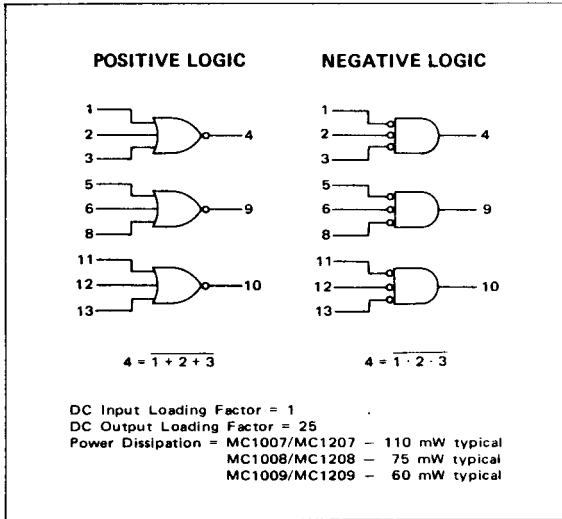 POSITIVE LOGIC
NEGATIVE LOGIC
1
2
3
4
5
6
8
9
11
12
13
10
1
2
3
4
5
6
8
9
11
12
13
10
4 = \overline{1 + 2 + 3}
4 = \overline{1 · 2 · 3}
DC Input Loading Factor = 1
DC Output Loading Factor = 25
Power Dissipation = MC1007/MC1207 – 110 mW typical
MC1008/MC1208 – 75 mW typical
MC1009/MC1209 – 60 mW typical